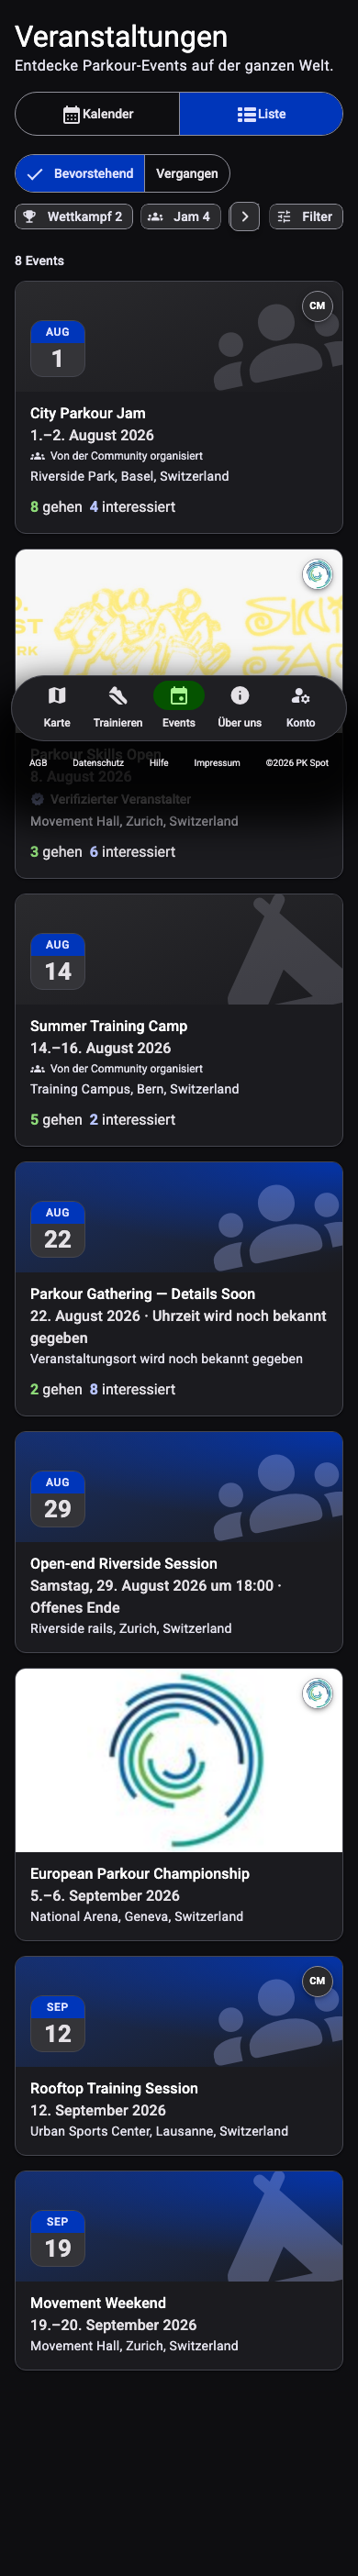 Veranstaltungen
Entdecke Parkour-Events auf der ganzen Welt.
Kalender
Liste
Bevorstehend
Vergangen
Wettkampf 2
Jam 4
Filter
8 Events
CM
AUG
1
City Parkour Jam
1.–2. August 2026
Von der Community organisiert
Riverside Park, Basel, Switzerland
8 gehen 4 interessiert
Karte
Trainieren
Events
Über uns
Konto
Parkour Skills Open
AGB
Datenschutz
Hilfe
Impressum
©2026 PK Spot
8. August 2026
Verifizierter Veranstalter
Movement Hall, Zurich, Switzerland
3 gehen 6 interessiert
AUG
14
Summer Training Camp
14.–16. August 2026
Von der Community organisiert
Training Campus, Bern, Switzerland
5 gehen 2 interessiert
AUG
22
Parkour Gathering — Details Soon
22. August 2026 · Uhrzeit wird noch bekannt
gegeben
Veranstaltungsort wird noch bekannt gegeben
2 gehen 8 interessiert
AUG
29
Open-end Riverside Session
Samstag, 29. August 2026 um 18:00 ·
Offenes Ende
Riverside rails, Zurich, Switzerland
European Parkour Championship
5.–6. September 2026
National Arena, Geneva, Switzerland
CM
SEP
12
Rooftop Training Session
12. September 2026
Urban Sports Center, Lausanne, Switzerland
SEP
19
Movement Weekend
19.–20. September 2026
Movement Hall, Zurich, Switzerland